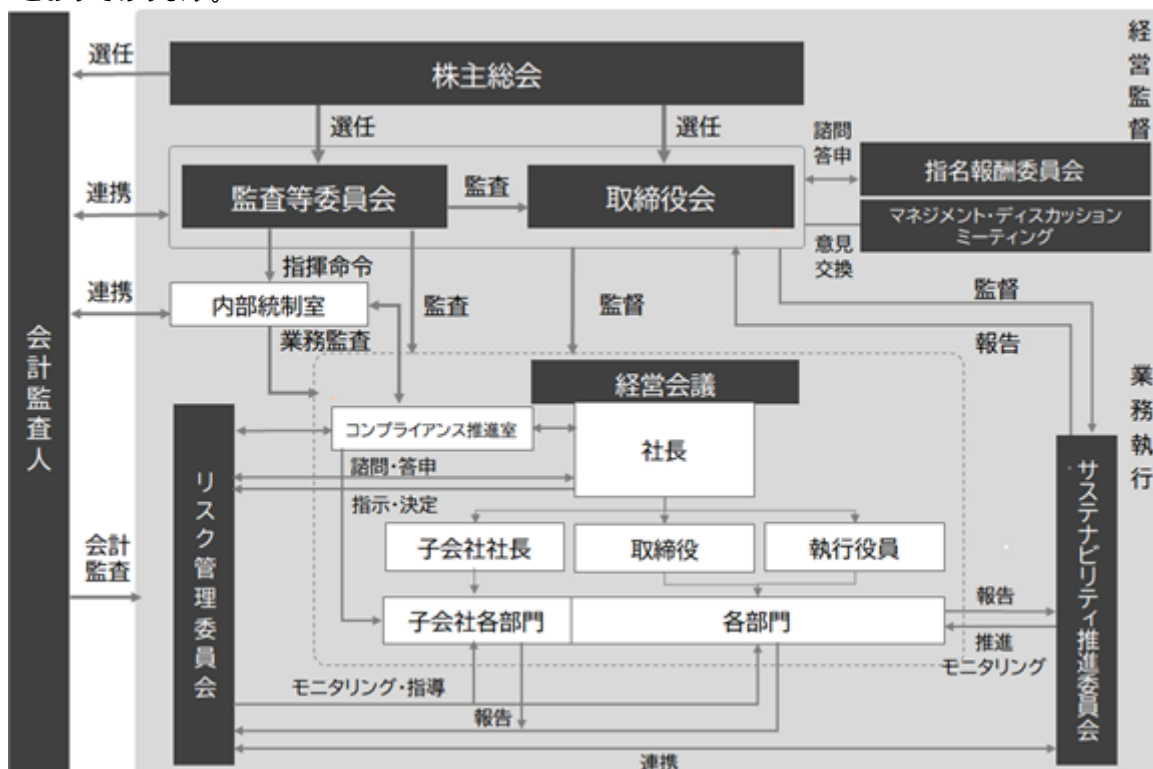 とおりであります。
選任
株主総会
経営監督
選任
選任
諮問
答申
指名報酬委員会
連携
監査等委員会
監査
取締役会
マネジメント・ディスカッション
ミーティング
意見
交換
指揮命令
連携
内部統制室
監査
監督
監督
業務監査
報告
会計監査人
経営会議
業務執行
コンプライアンス推進室
社長
諮問・答申
指示・決定
リスク管理委員会
サステナビリティ推進委員会
子会社社長
取締役
執行役員
会計
監査
子会社各部門
各部門
報告
推進
モニタリング
モニタリング・指導
報告
連携